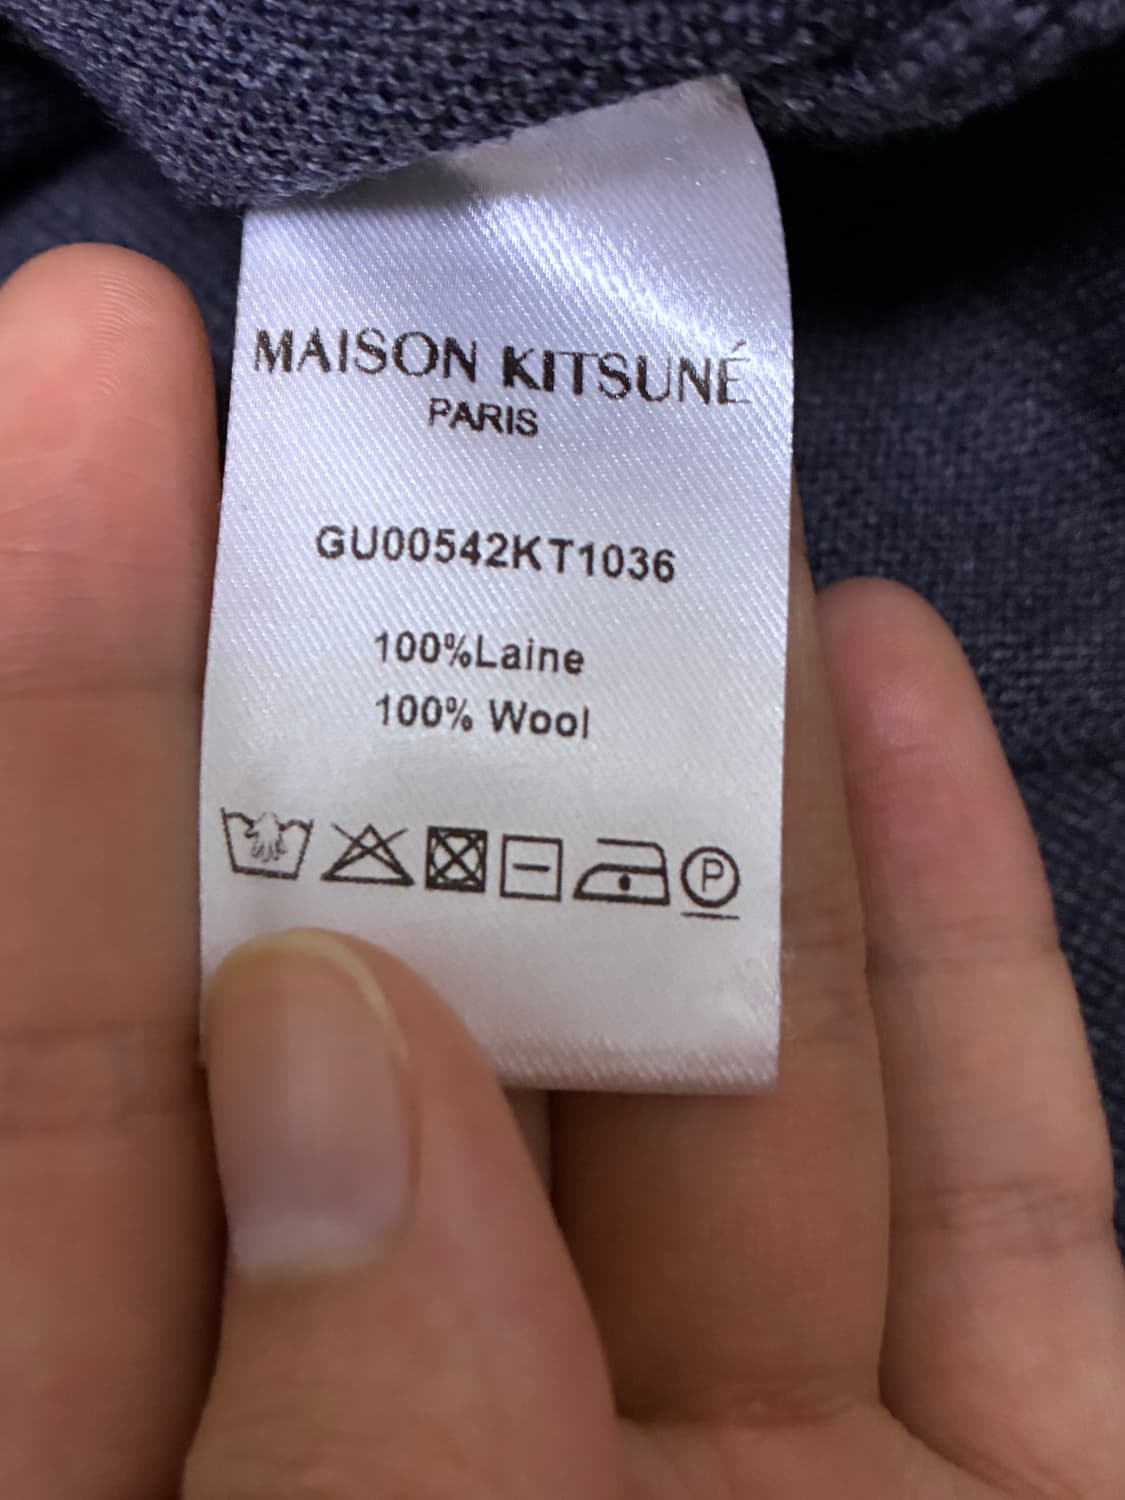 MAISON KITSUNÉ
PARIS
GU00542KT1036
100%Laine
100% Wool
P